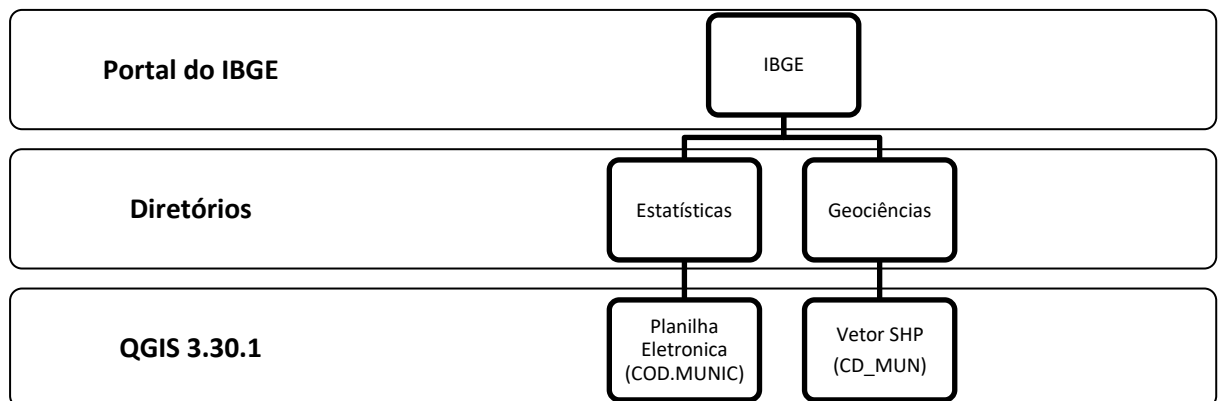 Portal do IBGE
IBGE
Diretórios
Estatísticas
Geociências
QGIS 3.30.1
Planilha
Eletronica
(COD.MUNIC)
Vetor SHP
(CD_MUN)